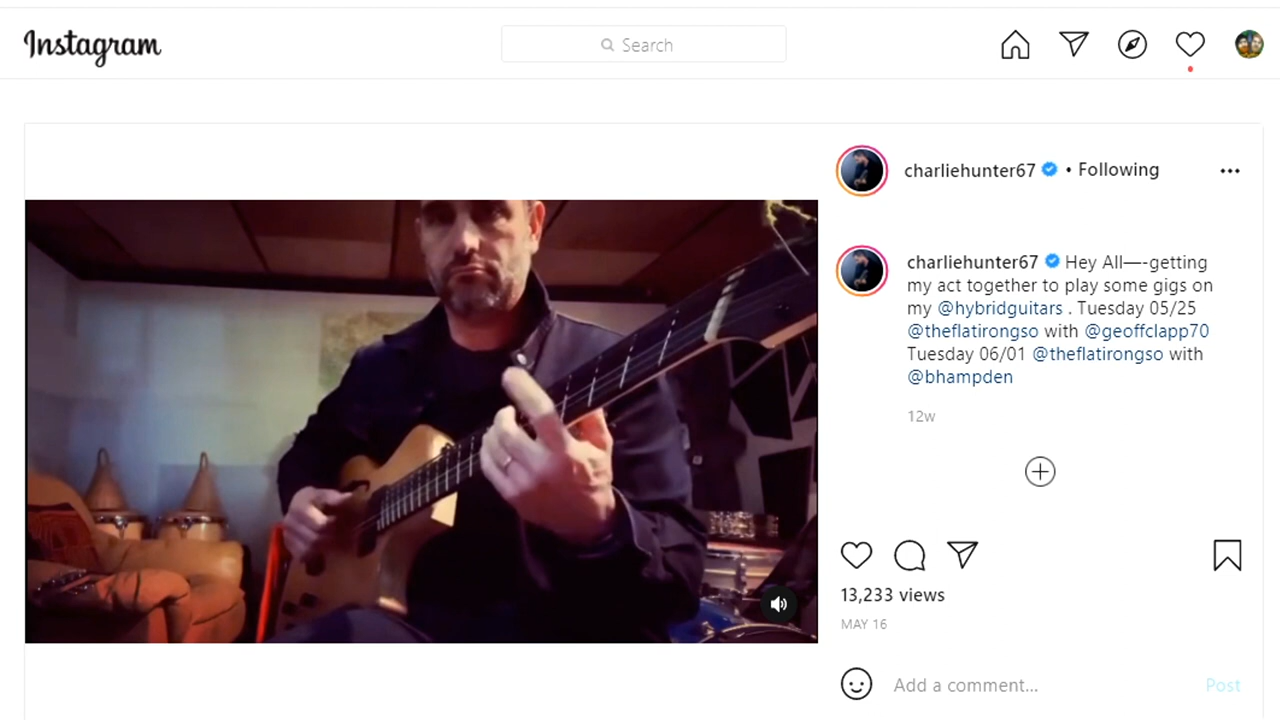 Instagram
Search
charliehunter67 • Following
charliehunter67 Hey All—-getting
my act together to play some gigs on
my @hybridguitars . Tuesday 05/25
@theflatirongso with @geoffclapp70
Tuesday 06/01 @theflatirongso with
@bhampden
12w
13,233 views
MAY 16
Add a comment...
Post